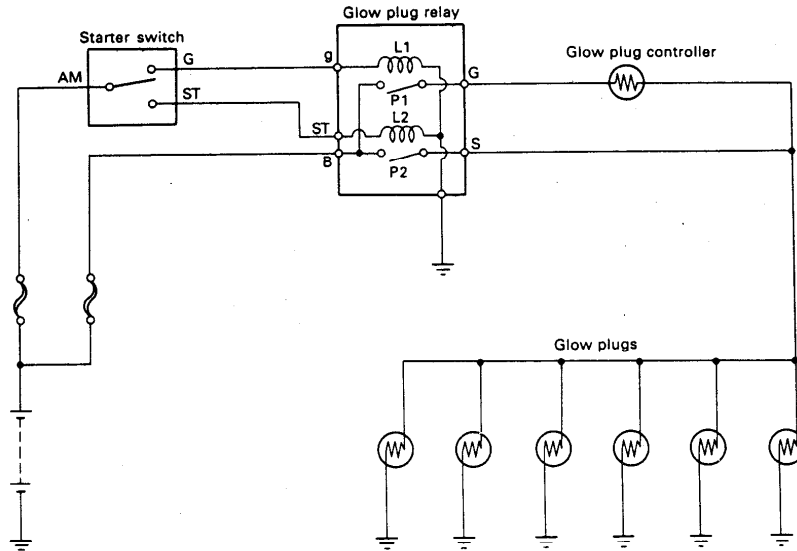 Glow plug relay
Starter switch
L1
Glow plug controller
G
g
AM
G
P1
ST
L2
ST
S
B
P2
Glow plugs